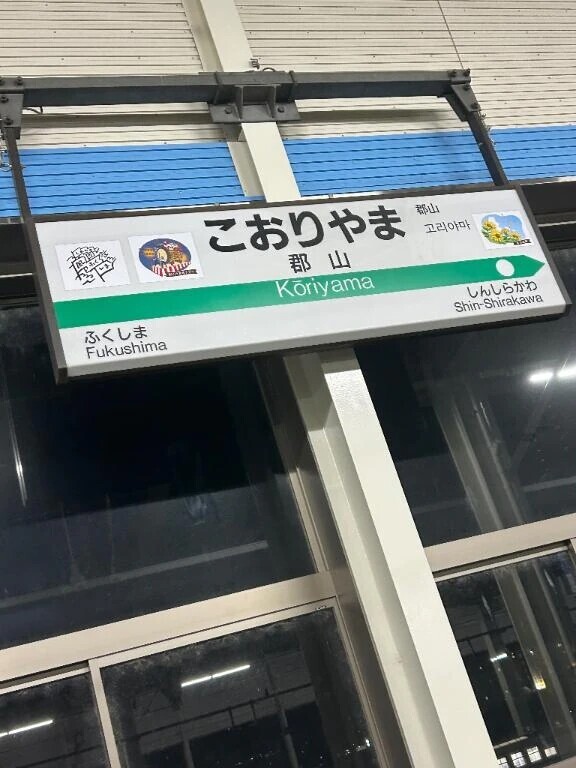 こおりやま
郡山
고리야마
郡山
Kōriyama
ふくしま
Fukushima
しんしらかわ
Shin-Shirakawa